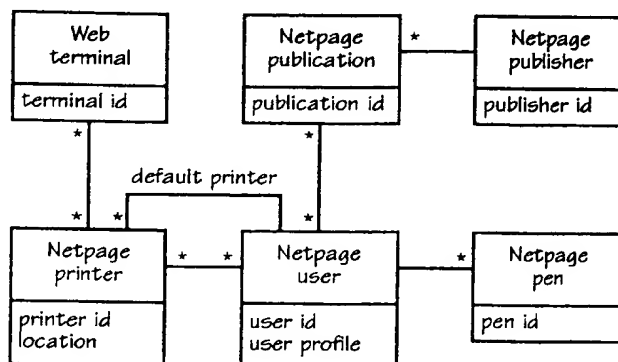 Web
terminal
terminal id
Netpage
publication
publication id
*
Netpage
publisher
publisher id
*
*
*
*
default printer
*
*
Netpage
printer
printer id
location
*
*
Netpage
user
user id
user profile
*
Netpage
pen
pen id